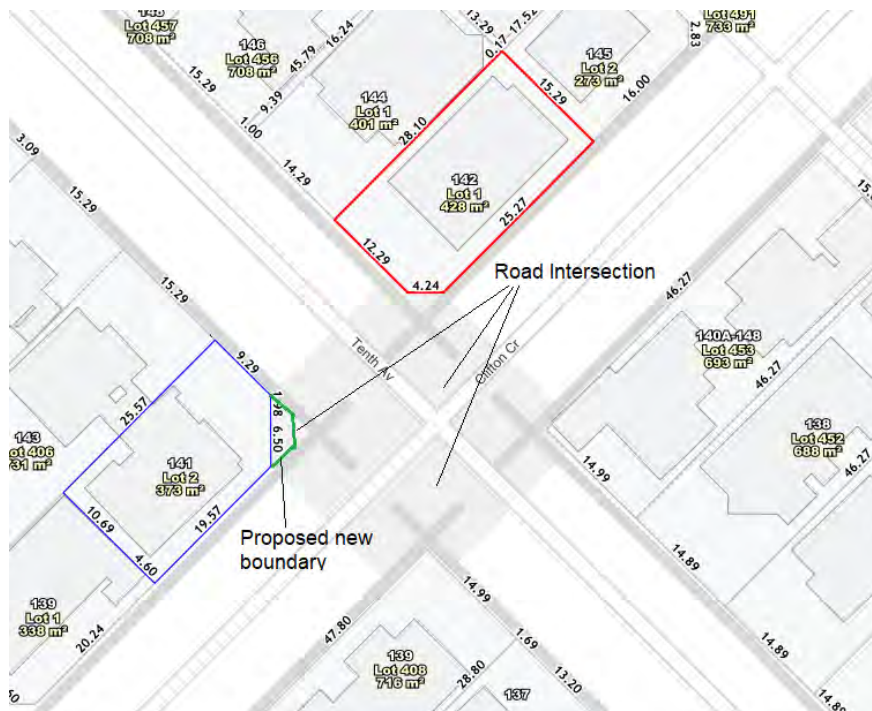 Lot 457
708 m²
146
Lot 456
708 m²
15.29
45.79
16.24
9.39
1.00
13.29
0.17
17.52
144
Lot 1
401 m²
14.29
28.10
145
Lot 2
273 m²
15.29
16.00
2.83
Lot 491
733 m²
142
Lot 1
428 m²
25.27
12.29
4.24
3.09
15.29
15.29
Road Intersection
Tenth Av
Clifton Cr
46.27
140A-148
Lot 453
693 m²
46.27
138
Lot 452
688 m²
46.27
14.99
14.89
14.89
14.89
9.29
1.98
6.50
25.57
143
141
Lot 2
373 m²
19.57
10.69
4.60
Proposed new
boundary
139
Lot 1
338 m²
20.24
47.80
14.99
1.69
13.20
139
Lot 408
716 m²
28.80
137